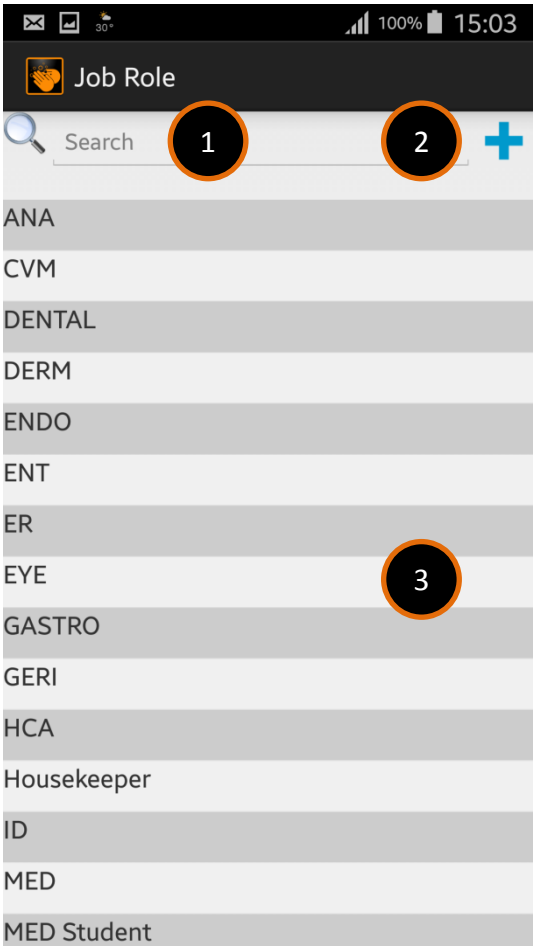 30° 100% 15:03
Job Role
Search 1 2
ANA
CVM
DENTAL
DERM
ENDO
ENT
ER
EYE 3
GASTRO
GERI
HCA
Housekeeper
ID
MED
MED Student